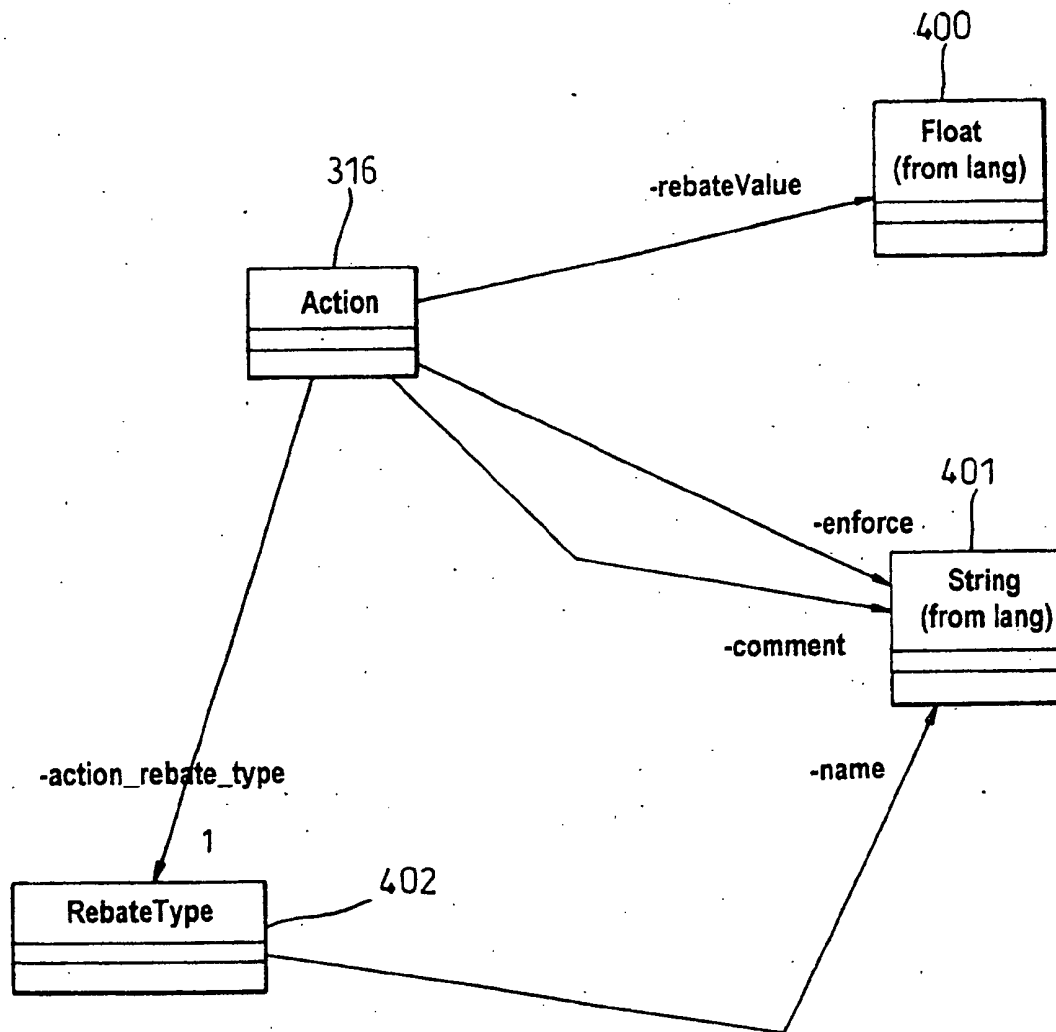 400
Float
(from lang)
316
-rebateValue
Action
401
-enforce
String
(from lang)
-comment
-name
-action_rebate_type
1
402
RebateType